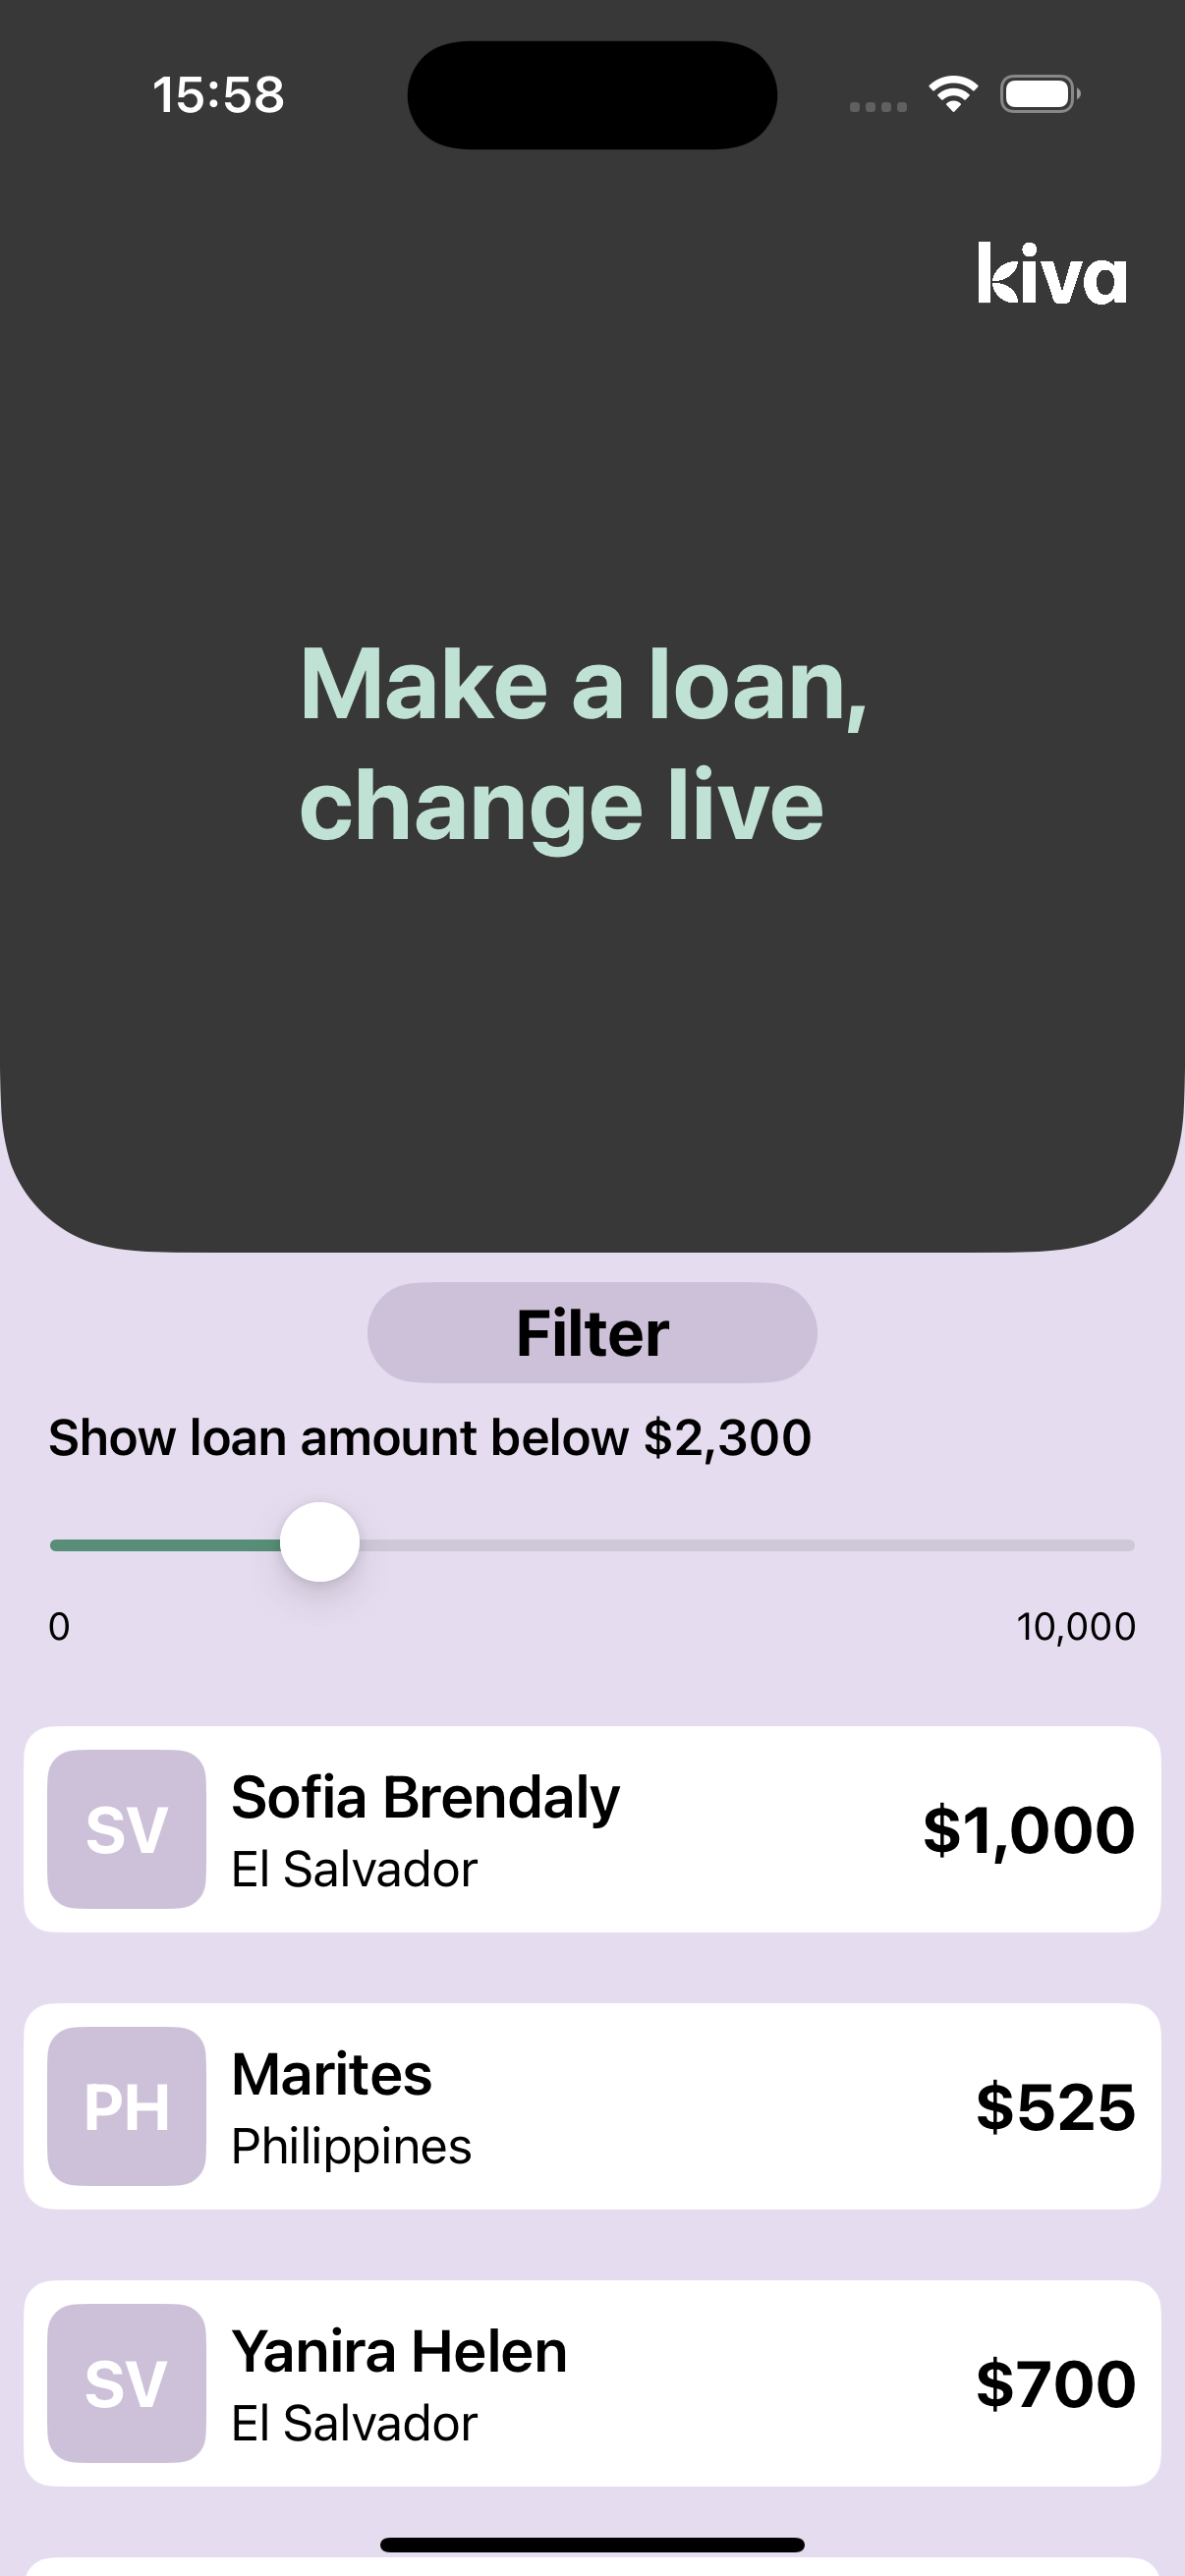 15:58
kiva
Make a loan,
change live
Filter
Show loan amount below $2,300
0 10,000
SV
Sofia Brendaly
El Salvador
$1,000
PH
Marites
Philippines
$525
SV
Yanira Helen
El Salvador
$700